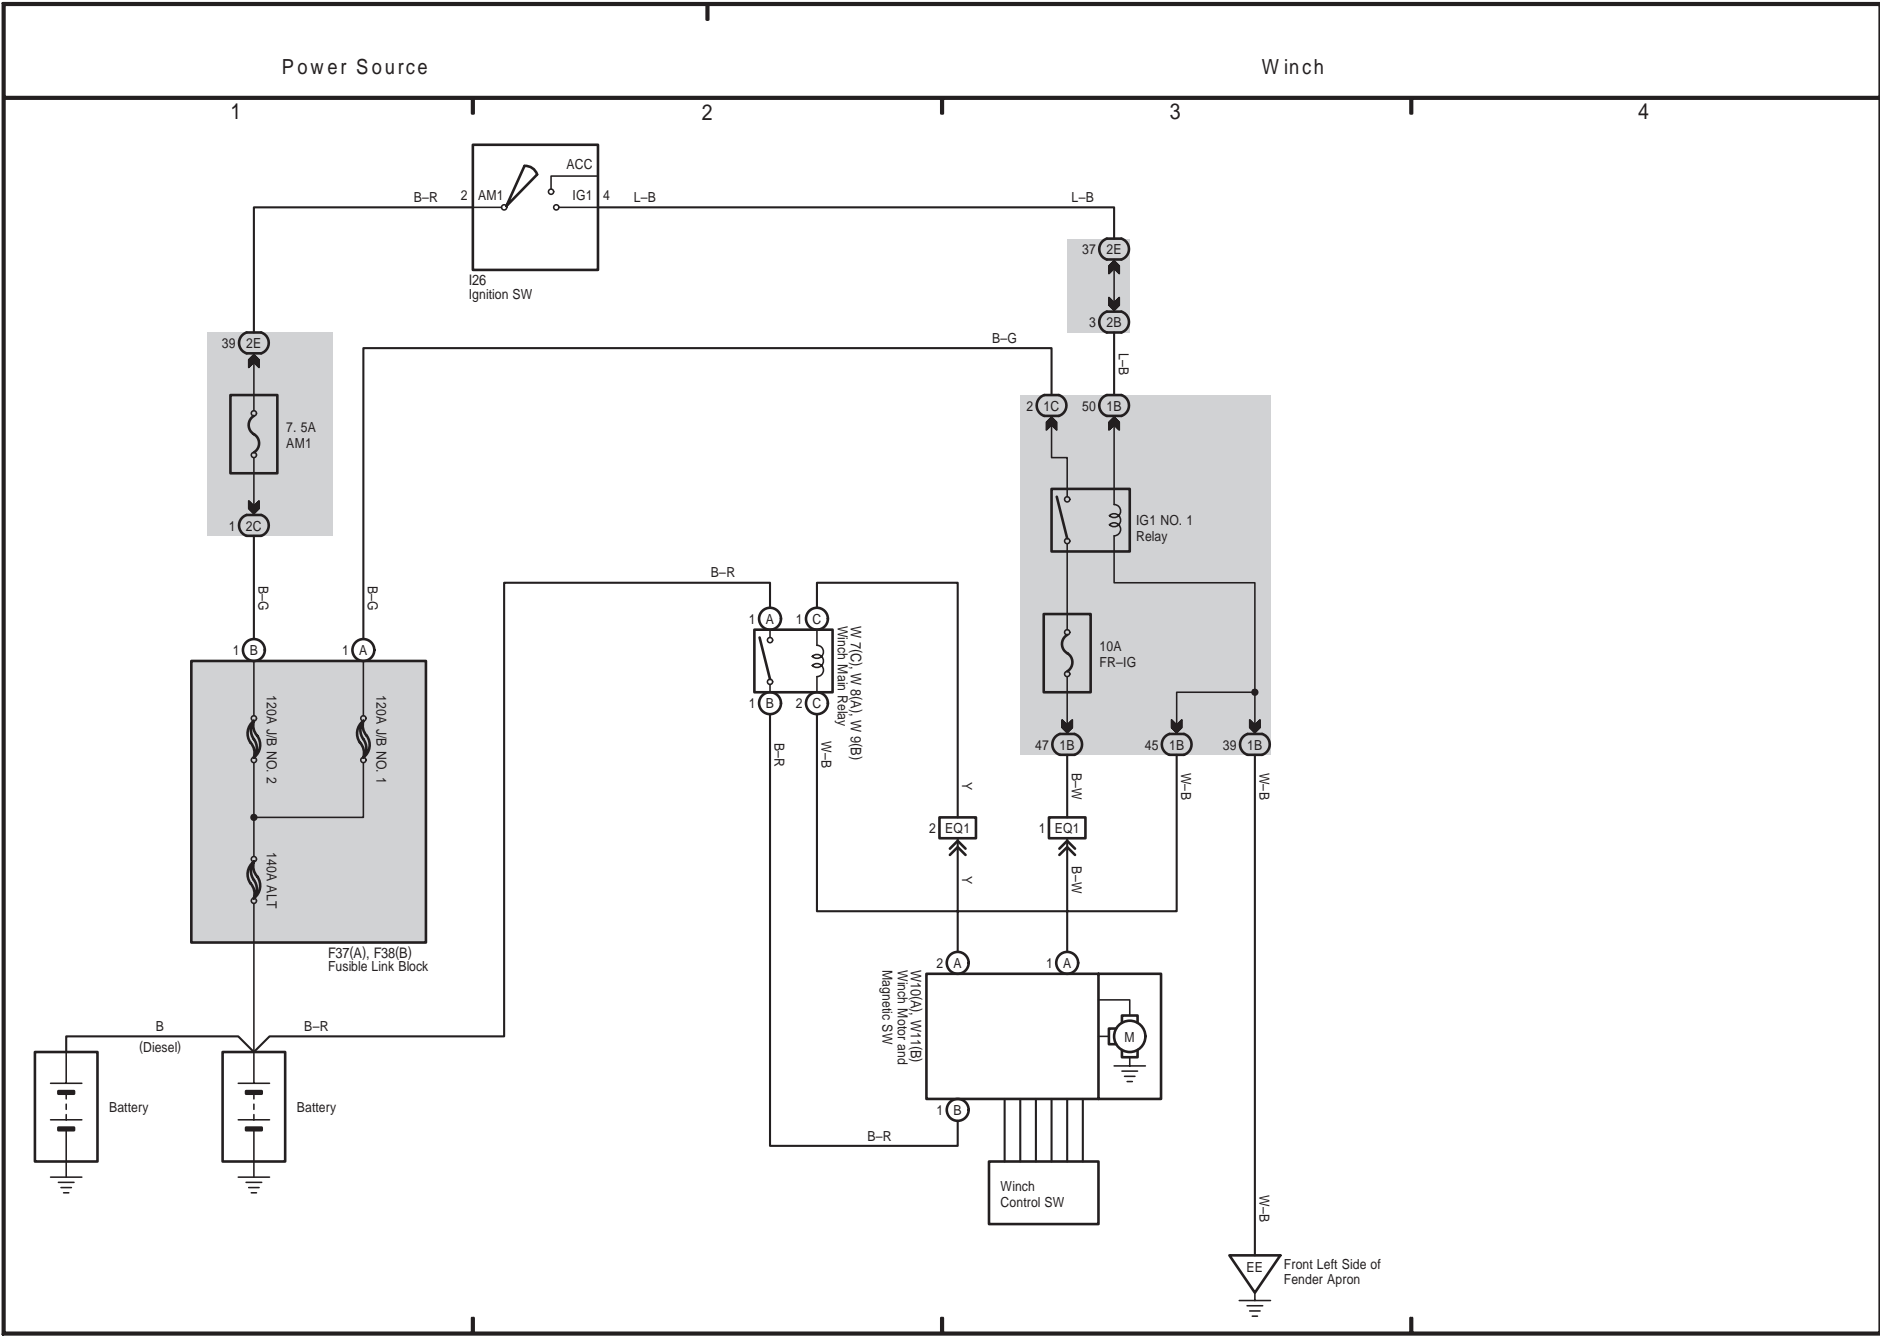 Power Source
Winch
1
2
3
4
ACC
B–R
2
AM1
IG1
4
L–B
L–B
I26
Ignition SW
37
2E
3
2B
L–B
39
2E
7. 5A
AM1
1
2C
B–G
B–G
B–G
2
1C
50
1B
IG1 NO. 1
Relay
10A
FR–IG
47
1B
45
1B
39
1B
B–R
1
A
1
C
1
B
2
C
W 7(C), W 8(A), W 9(B)
Winch Main Relay
B–R
W–B
1
B
1
A
120A J/B NO. 2
120A J/B NO. 1
140A ALT
F37(A), F38(B)
Fusible Link Block
Y
B–W
W–B
W–B
2
EQ1
1
EQ1
Y
B–W
2
A
1
A
W10(A), W11(B)
Winch Motor and
Magnetic SW
M
1
B
B–R
Winch
Control SW
B
(Diesel)
B–R
Battery
Battery
W–B
EE
Front Left Side of
Fender Apron